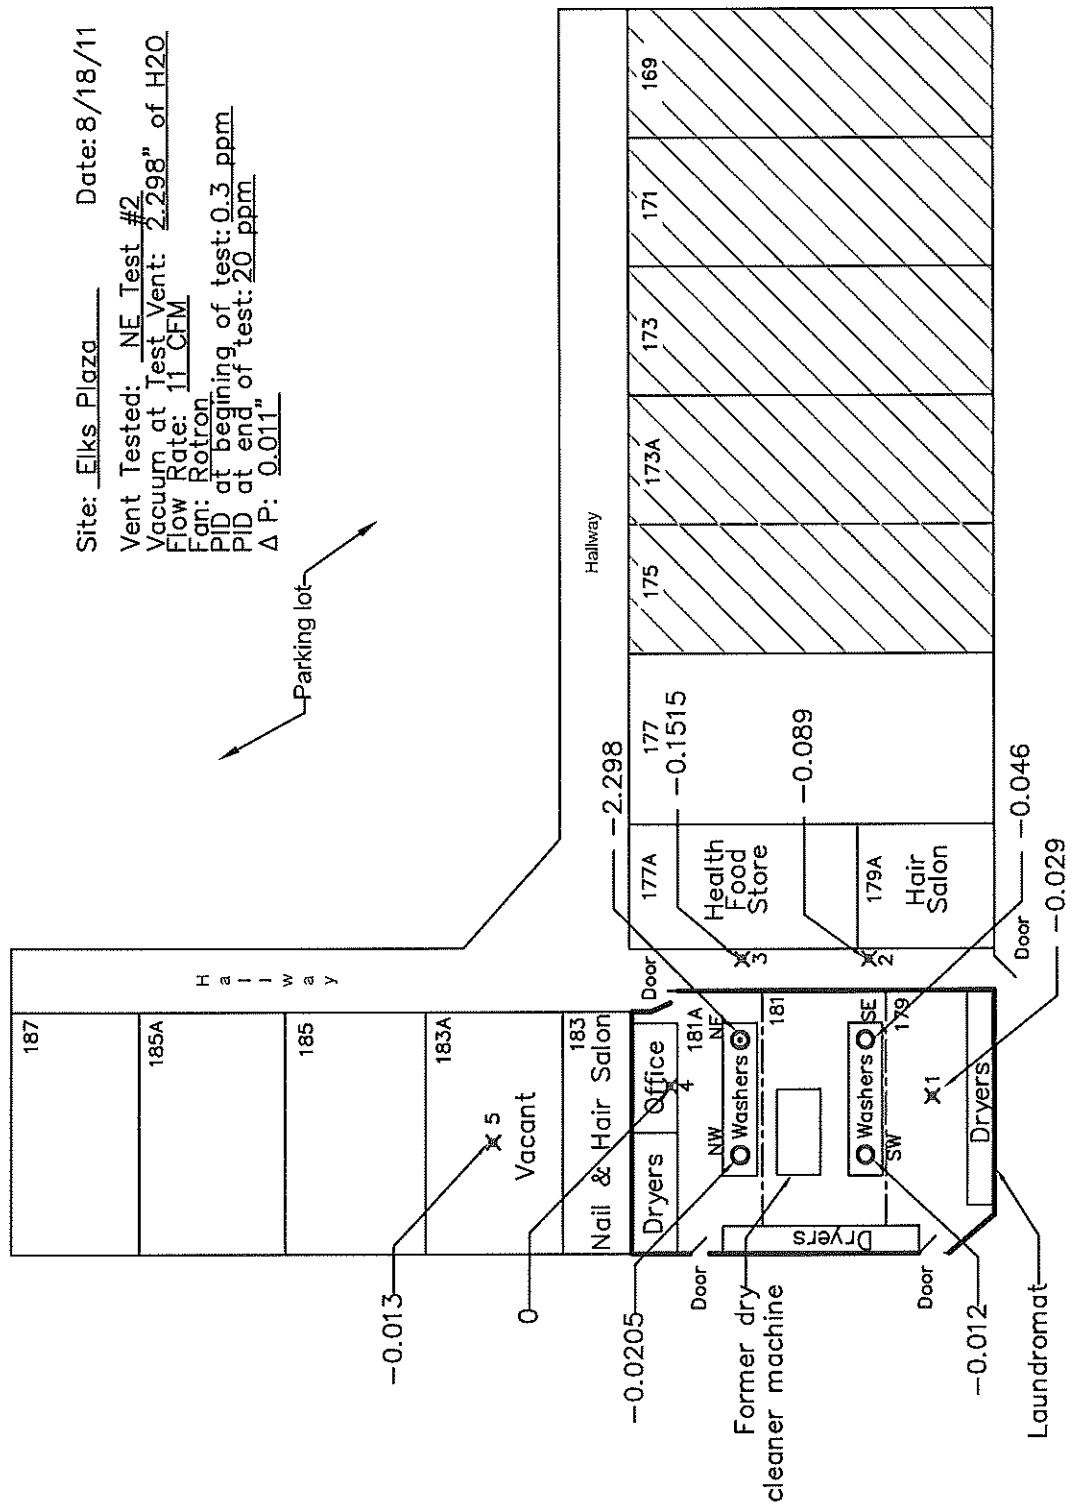 Site: Elks Plaza Date: 8/18/11
Vent Tested: NE Test #2
Vacuum at Test Vent: 2.298" of H2O
Flow Rate: 11 CFM
Fan: Rotron
PID at begining of test: 0.3 ppm
PID at end of test: 20 ppm
Δ P: 0.011"
Parking lot
187
185A
185
183A
Vacant
5
183
Nail & Hair Salon
Hallway
Hallway
-0.013
0
-0.0205
Dryers
Office
4
Door
181A
NW
NE
Washers
181
Door
Former dry
cleaner machine
Dryers
Washers
SW
SE
179
1
Dryers
Door
-0.012
Laundromat
Door
-0.029
-0.046
-2.298
-0.1515
-0.089
3
2
177A
Health
Food
Store
179A
Hair
Salon
177
175
173A
173
171
169